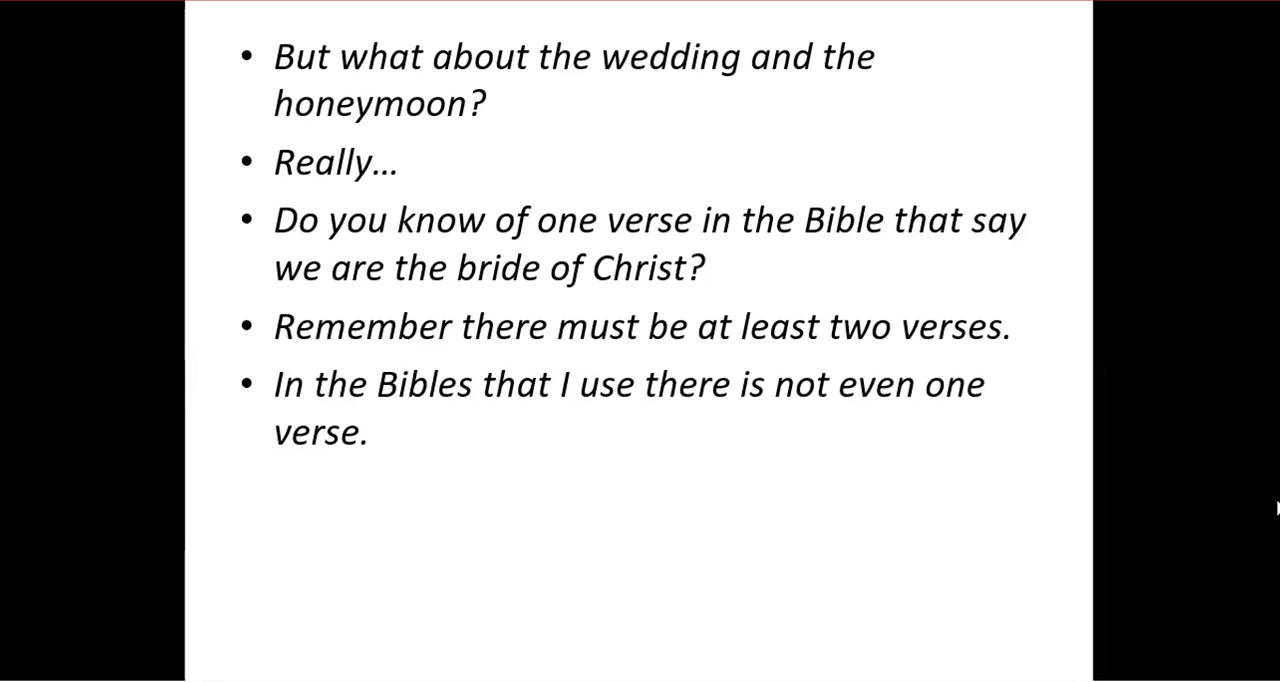 • But what about the wedding and the
honeymoon?
• Really...
• Do you know of one verse in the Bible that say
we are the bride of Christ?
• Remember there must be at least two verses.
• In the Bibles that I use there is not even one
verse.